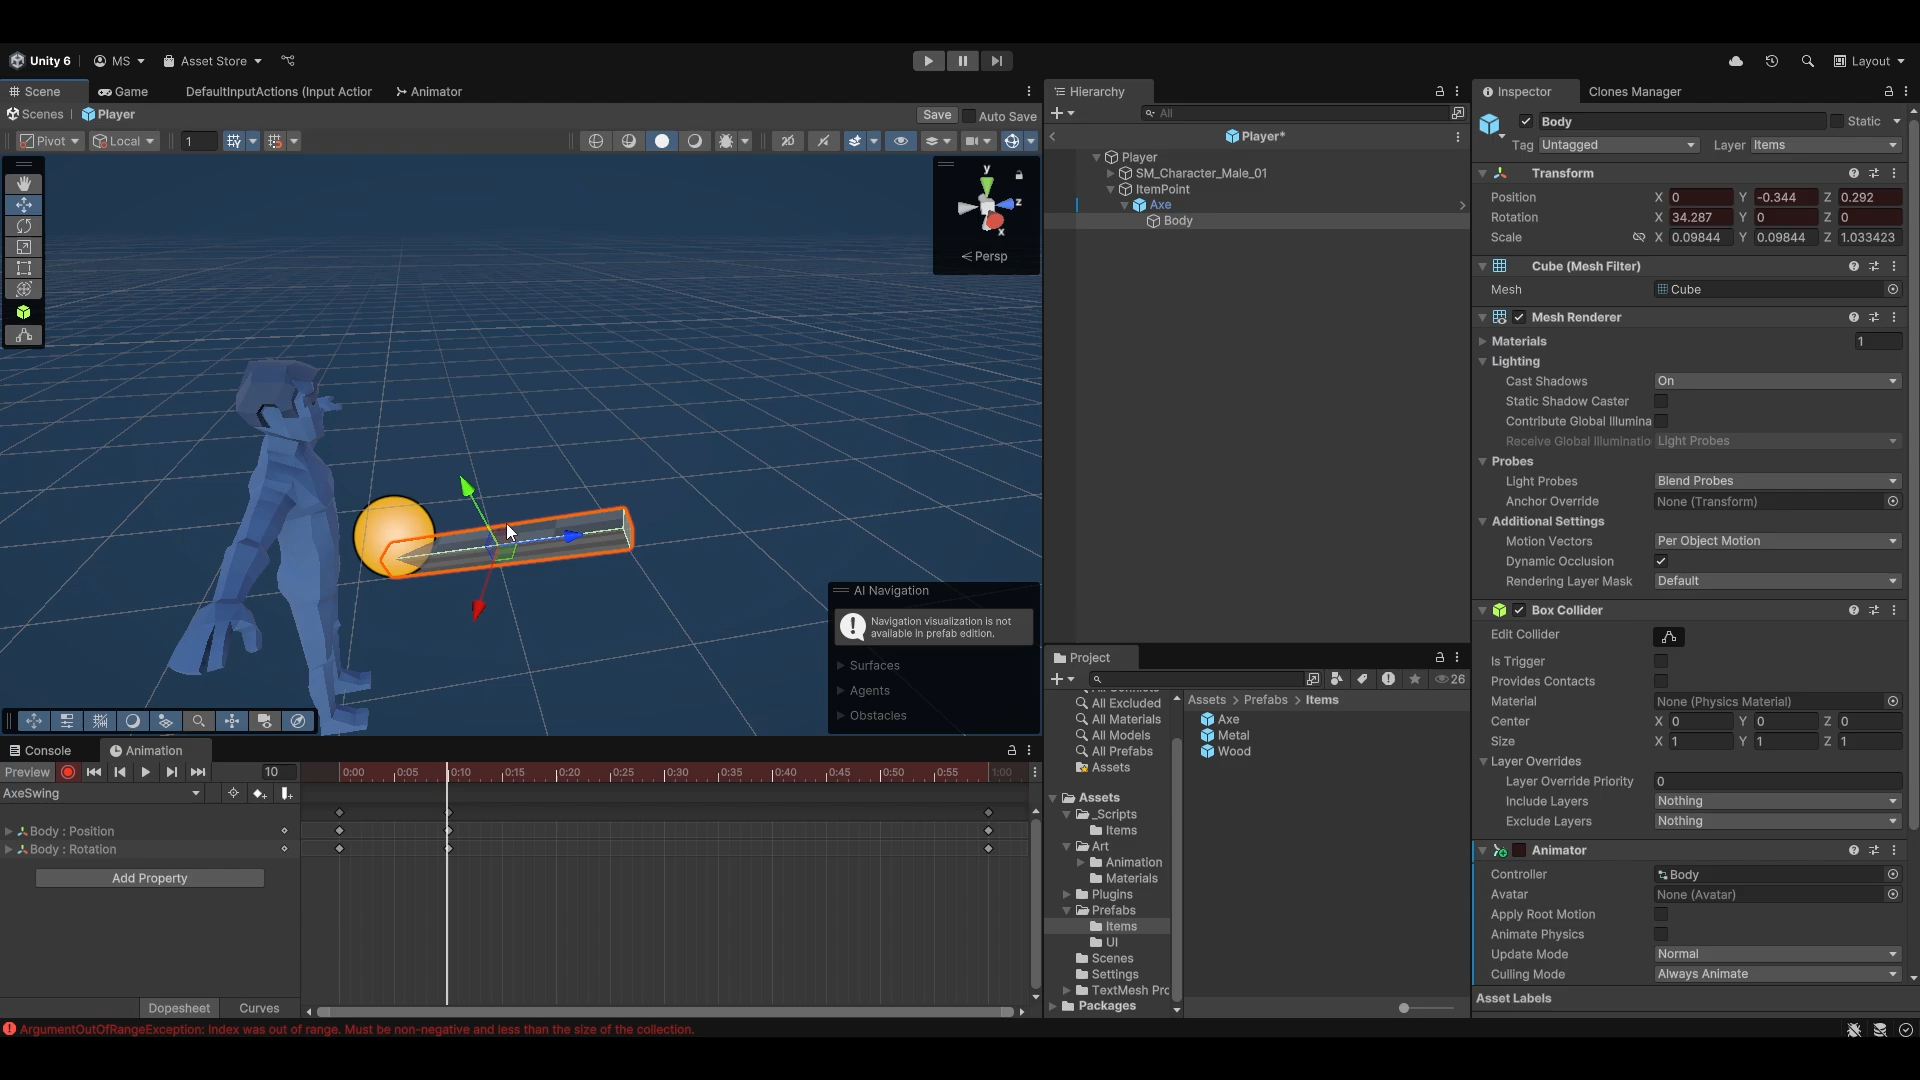 Unity 6
MS
Asset Store
Layout
Scene
Game
DefaultInputActions (Input Action
Animator
Hierarchy
Inspector
Clones Manager
Scenes
Player
Save
Auto Save
All
Pivot
Local
1
Player*
Player
SM_Character_Male_01
ItemPoint
Axe
Body
y
z
x
Persp
AI Navigation
Navigation visualization is not
available in prefab edition.
Surfaces
Agents
Obstacles
Body
Static
Tag Untagged
Layer Items
Transform
Position X 0 Y -0.344 Z 0.292
Rotation X 34.287 Y 0 Z 0
Scale X 0.09844 Y 0.09844 Z 1.033423
Cube (Mesh Filter)
Mesh Cube
Mesh Renderer
Materials 1
Lighting
Cast Shadows On
Static Shadow Caster
Contribute Global Illumina
Receive Global Illuminatio Light Probes
Probes
Light Probes Blend Probes
Anchor Override None (Transform)
Additional Settings
Motion Vectors Per Object Motion
Dynamic Occlusion
Rendering Layer Mask Default
Box Collider
Edit Collider
Is Trigger
Provides Contacts
Material None (Physics Material)
Center X 0 Y 0 Z 0
Size X 1 Y 1 Z 1
Layer Overrides
Layer Override Priority 0
Include Layers Nothing
Exclude Layers Nothing
Animator
Controller Body
Avatar None (Avatar)
Apply Root Motion
Animate Physics
Update Mode Normal
Culling Mode Always Animate
Asset Labels
Project
26
All Excluded
All Materials
All Models
All Prefabs
Assets
Assets
_Scripts
Items
Art
Animation
Materials
Plugins
Prefabs
Items
UI
Scenes
Settings
TextMesh Pro
Packages
Assets > Prefabs > Items
Axe
Metal
Wood
Console
Animation
Preview
10
0:00 0:05 0:10 0:15 0:20 0:25 0:30 0:35 0:40 0:45 0:50 0:55 1:00
AxeSwing
Body : Position
Body : Rotation
Add Property
Dopesheet
Curves
ArgumentOutOfRangeException: Index was out of range. Must be non-negative and less than the size of the collection.